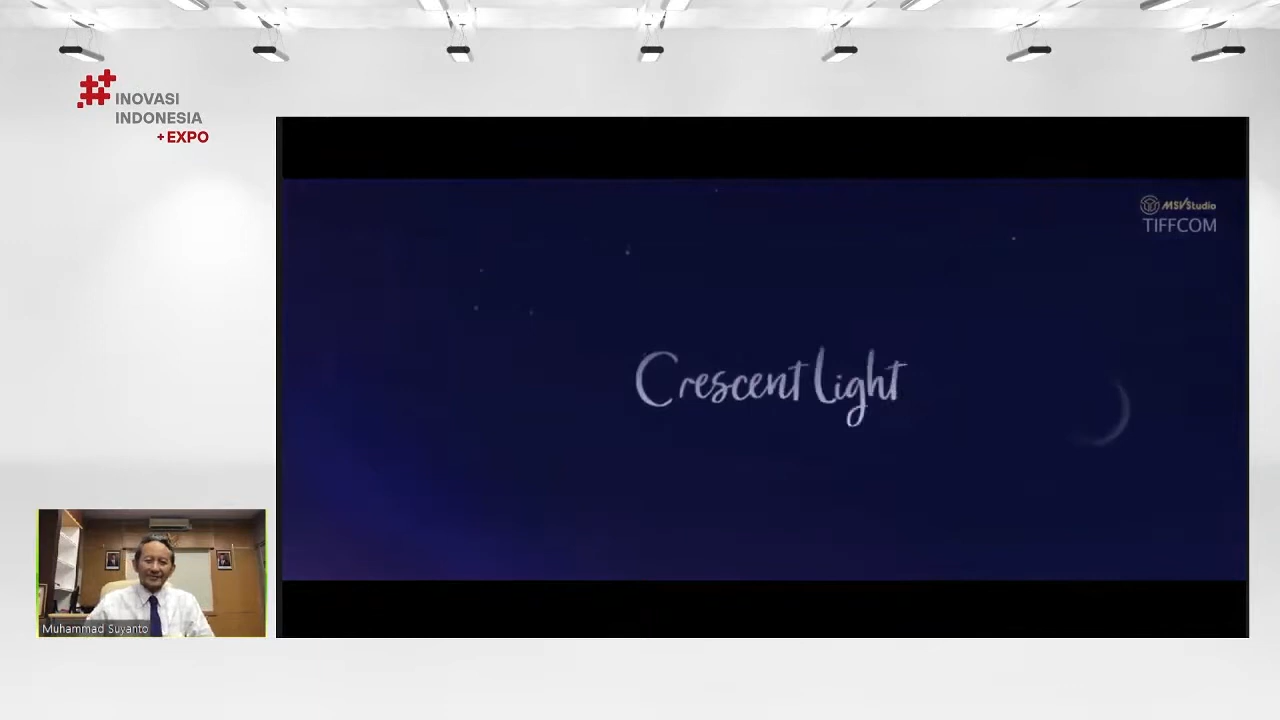 INOVASI
INDONESIA
+EXPO
MSV Studio
TIFFCOM
Crescent Light
Muhammad Suyanto